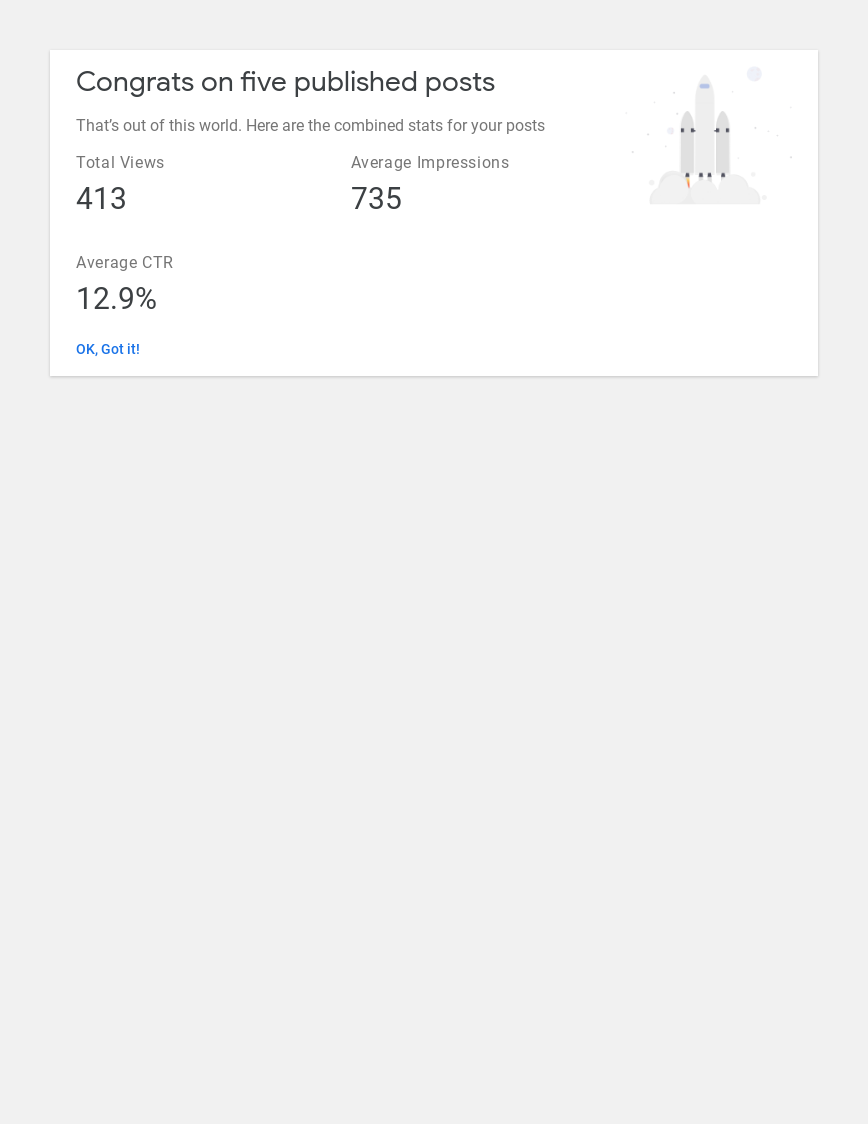 Congrats on five published posts
That’s out of this world. Here are the combined stats for your posts
Total Views
413
Average Impressions
735
Average CTR
12.9%
OK, Got it!